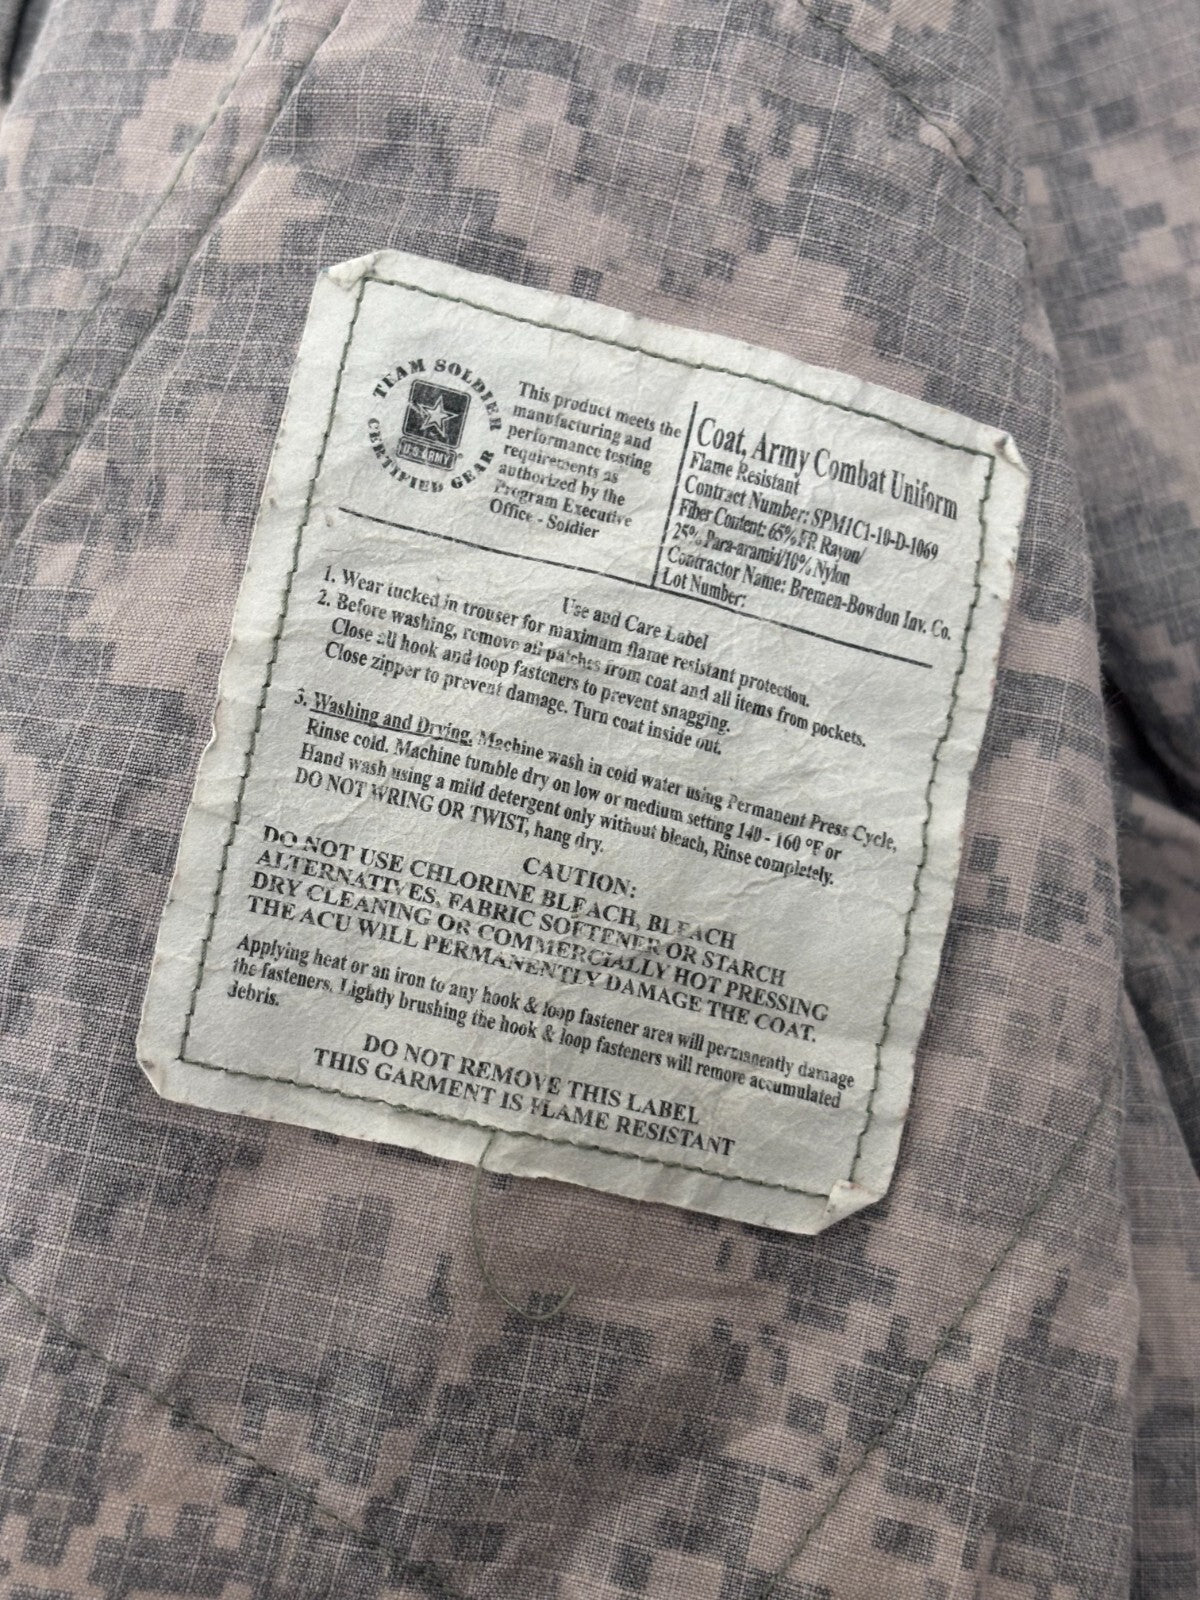 TEAM SOLDIER
CERTIFIED GEAR
U.S. ARMY
This product meets the
manufacturing and
performance testing
requirements as
authorized by the
Program Executive
Office - Soldier
Coat, Army Combat Uniform
Flame Resistant
Contract Number: SPM1C1-10-D-1069
Fiber Content: 65% FR Rayon/
25% Para-aramid/10% Nylon
Contractor Name: Bremen-Bowdon Inv. Co.
Lot Number:
Use and Care Label
1. Wear tucked in trouser for maximum flame resistant protection.
2. Before washing, remove all patches from coat and all items from pockets.
Close all hook and loop fasteners to prevent snagging.
Close zipper to prevent damage. Turn coat inside out.
3. Washing and Drying. Machine wash in cold water using Permanent Press Cycle,
Rinse cold. Machine tumble dry on low or medium setting 140 - 160 °F or
Hand wash using a mild detergent only without bleach, Rinse completely.
DO NOT WRING OR TWIST, hang dry.
CAUTION:
DO NOT USE CHLORINE BLEACH, BLEACH
ALTERNATIVES, FABRIC SOFTENER OR STARCH
DRY CLEANING OR COMMERCIALLY HOT PRESSING
THE ACU WILL PERMANENTLY DAMAGE THE COAT.
Applying heat or an iron to any hook & loop fastener area will permanently damage
the fasteners. Lightly brushing the hook & loop fasteners will remove accumulated
debris.
DO NOT REMOVE THIS LABEL
THIS GARMENT IS FLAME RESISTANT